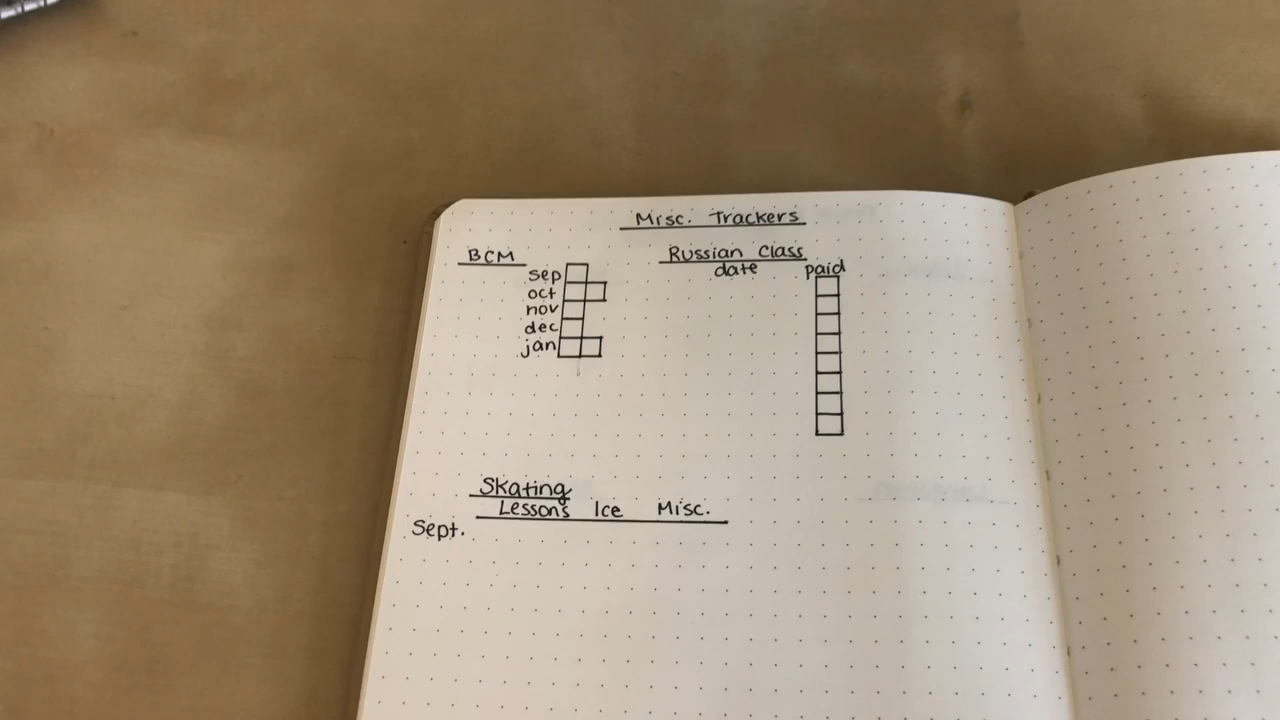 Misc. Trackers
BCM
sep
oct
nov
dec
jan
Russian Class
date paid
Skating
Lessons Ice Misc.
Sept.